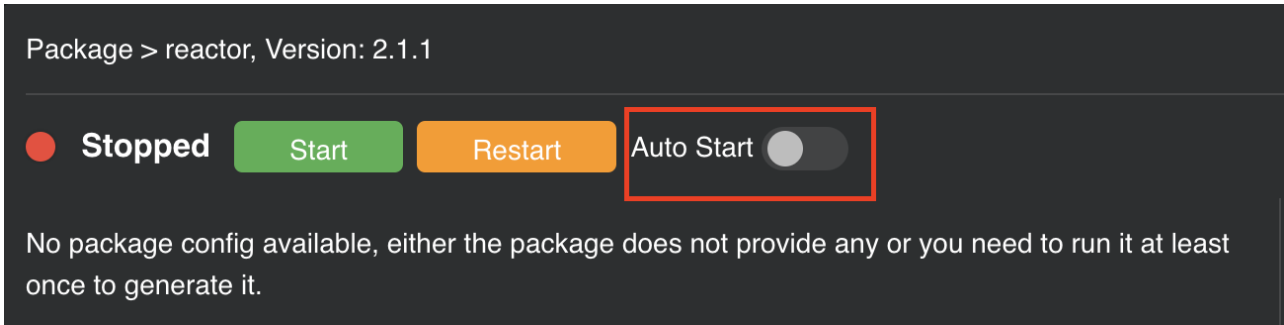 Package > reactor, Version: 2.1.1
Stopped Start Restart Auto Start
No package config available, either the package does not provide any or you need to run it at least
once to generate it.